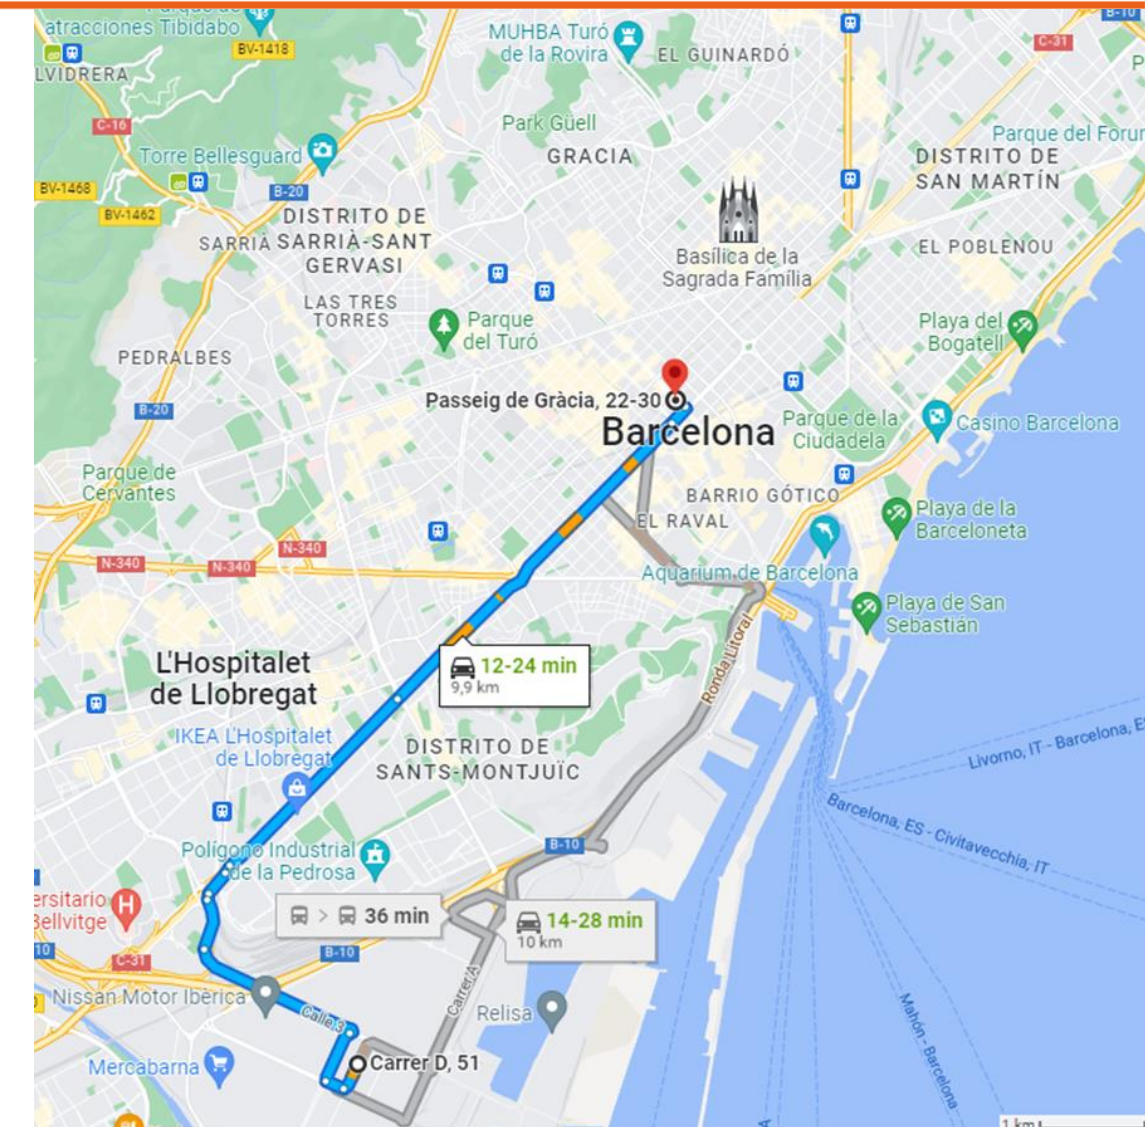 Parque de
atracciones Tibidabo
BV-1418
LVIDRERA
C-16
MUHBA Turó
de la Rovira
EL GUINARDÓ
B-10
C-31
Park Güell
GRACIA
Parque del Forum
DISTRITO DE
SAN MARTÍN
Torre Bellesguard
BV-1468
BV-1462
B-20
DISTRITO DE
SARRIÀ
SARRIÀ-SANT
GERVASI
Basílica de la
Sagrada Família
EL POBLENOU
LAS TRES
TORRES
Parque
del Turó
Playa del
Bogatell
PEDRALBES
B-20
Passeig de Gràcia, 22-30
Barcelona
Parque de la
Ciudadela
Casino Barcelona
Parque de
Cervantes
BARRIO GÓTICO
EL RAVAL
Playa de la
Barceloneta
N-340
N-340
N-340
Aquarium de Barcelona
Playa de San
Sebastián
Ronda Litoral
L'Hospitalet
de Llobregat
12-24 min
9,9 km
IKEA L'Hospitalet
de Llobregat
DISTRITO DE
SANTS-MONTJUÏC
Livorno, IT - Barcelona, E
Barcelona, ES - Civitavecchia, IT
Polígono Industrial
de la Pedrosa
B-10
ersitario
Bellvitge
H
36 min
14-28 min
10 km
10
C-31
B-10
Nissan Motor Ibèrica
Calle 3
Carrer A
Relisa
Mahón - Barcelona
Mercabarna
Carrer D, 51
1 km